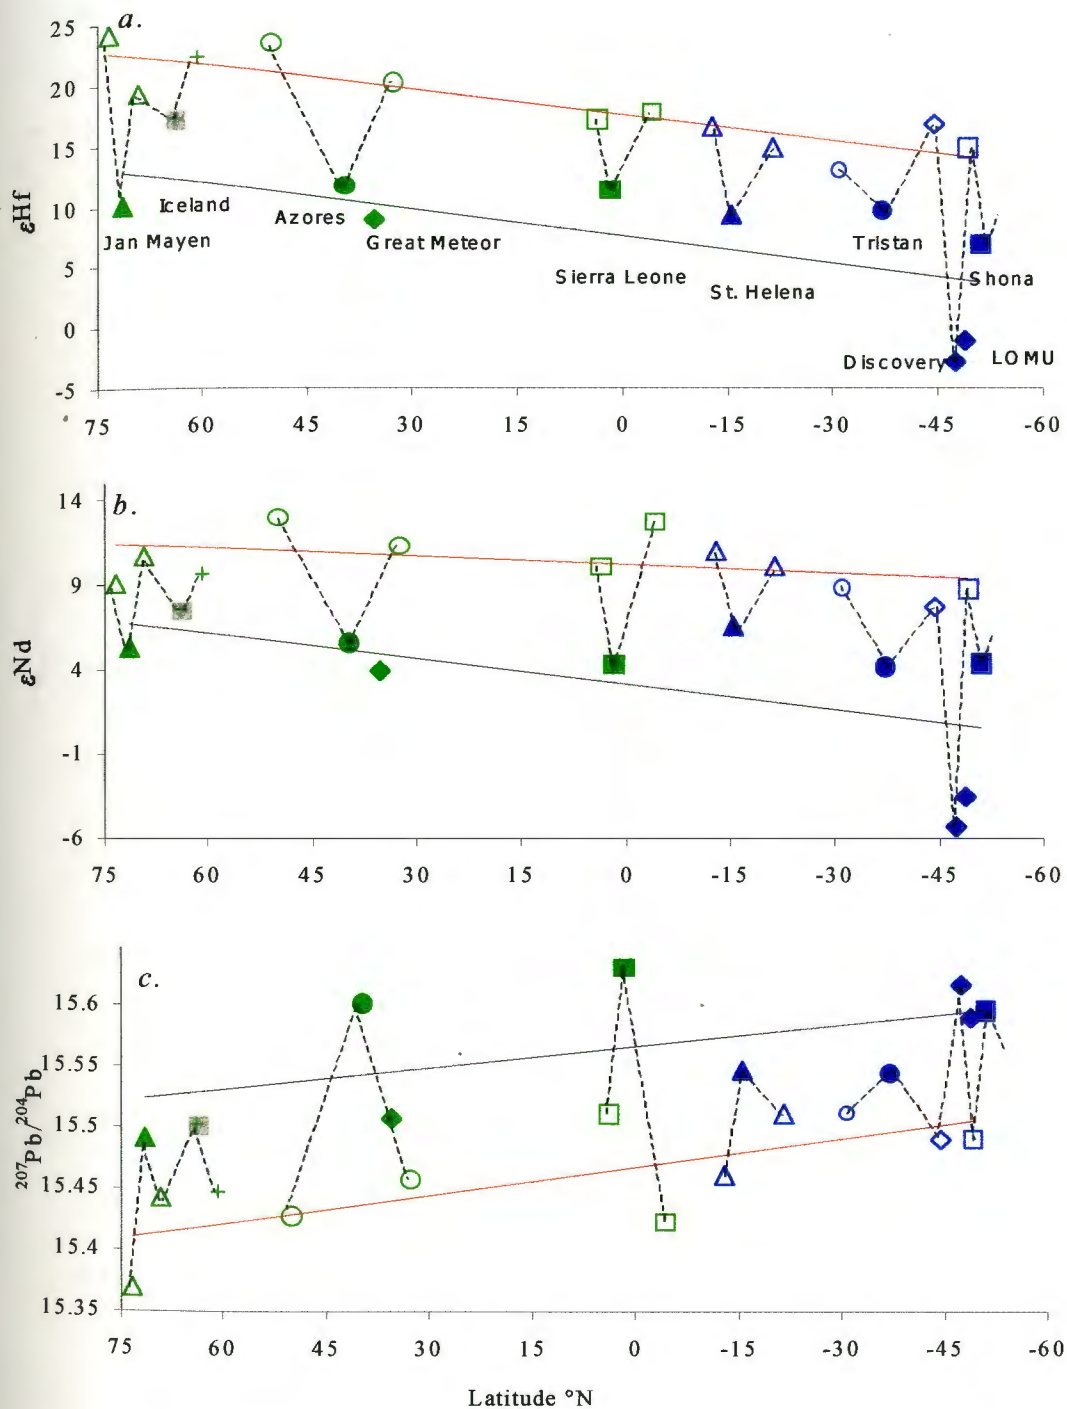 a.
25
20
15
10
5
0
-5
εHf
Iceland
Azores
Jan Mayen
Great Meteor
Tristan
Sierra Leone
Shona
St. Helena
Discovery
LOMU
75 60 45 30 15 0 -15 -30 -45 -60
b.
14
9
4
-1
-6
εNd
75 60 45 30 15 0 -15 -30 -45 -60
c.
15.6
15.55
15.5
15.45
15.4
15.35
²⁰⁷Pb/²⁰⁴Pb
75 60 45 30 15 0 -15 -30 -45 -60
Latitude °N